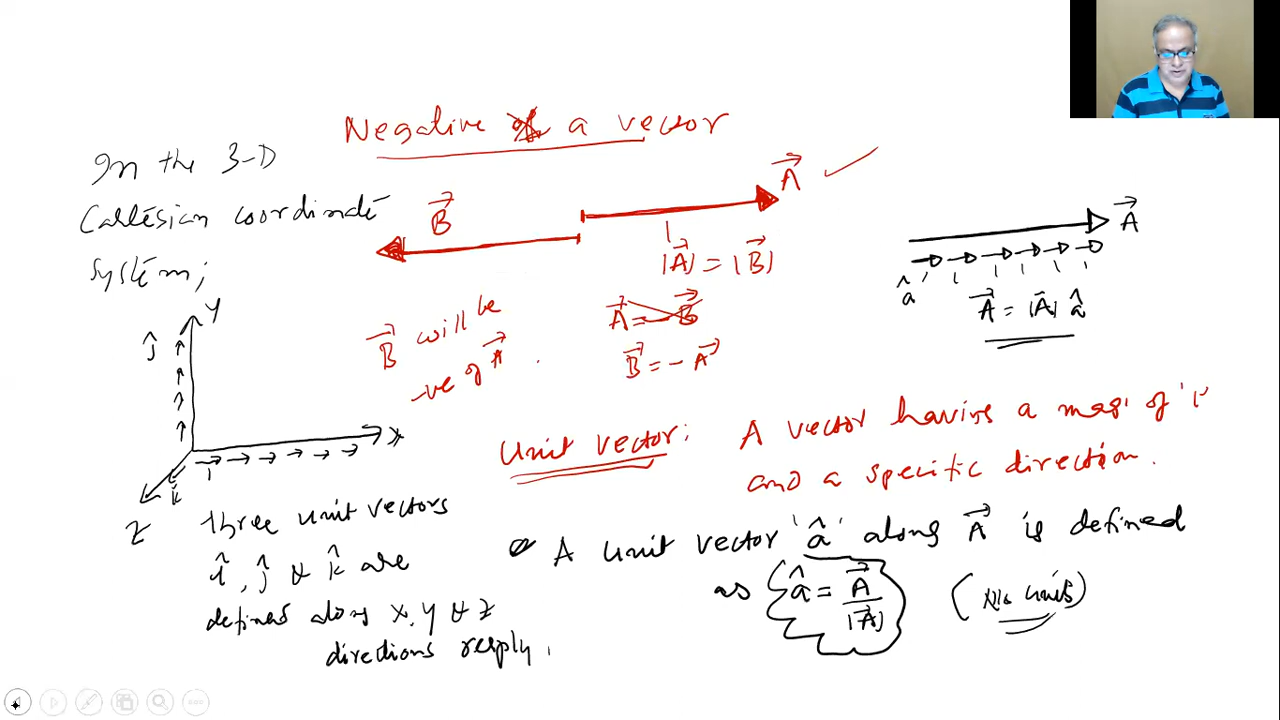 Negative of a vector
In the 3-D
Cartesian coordinate
system;
y
ĵ
x
î
k̂
z
three unit vectors
î, ĵ & k̂ are
defined along x, y & z
directions resply.
B⃗
A⃗
|A⃗| = |B⃗|
A⃗ = B⃗
B⃗ = - A⃗
B⃗ will be
-ve of A⃗.
A⃗
â
A⃗ = |A⃗| â
Unit vector: A vector having a mag. of '1'
and a specific direction.
A unit vector 'â' along A⃗ is defined
as â = A⃗ / |A⃗| (No units)